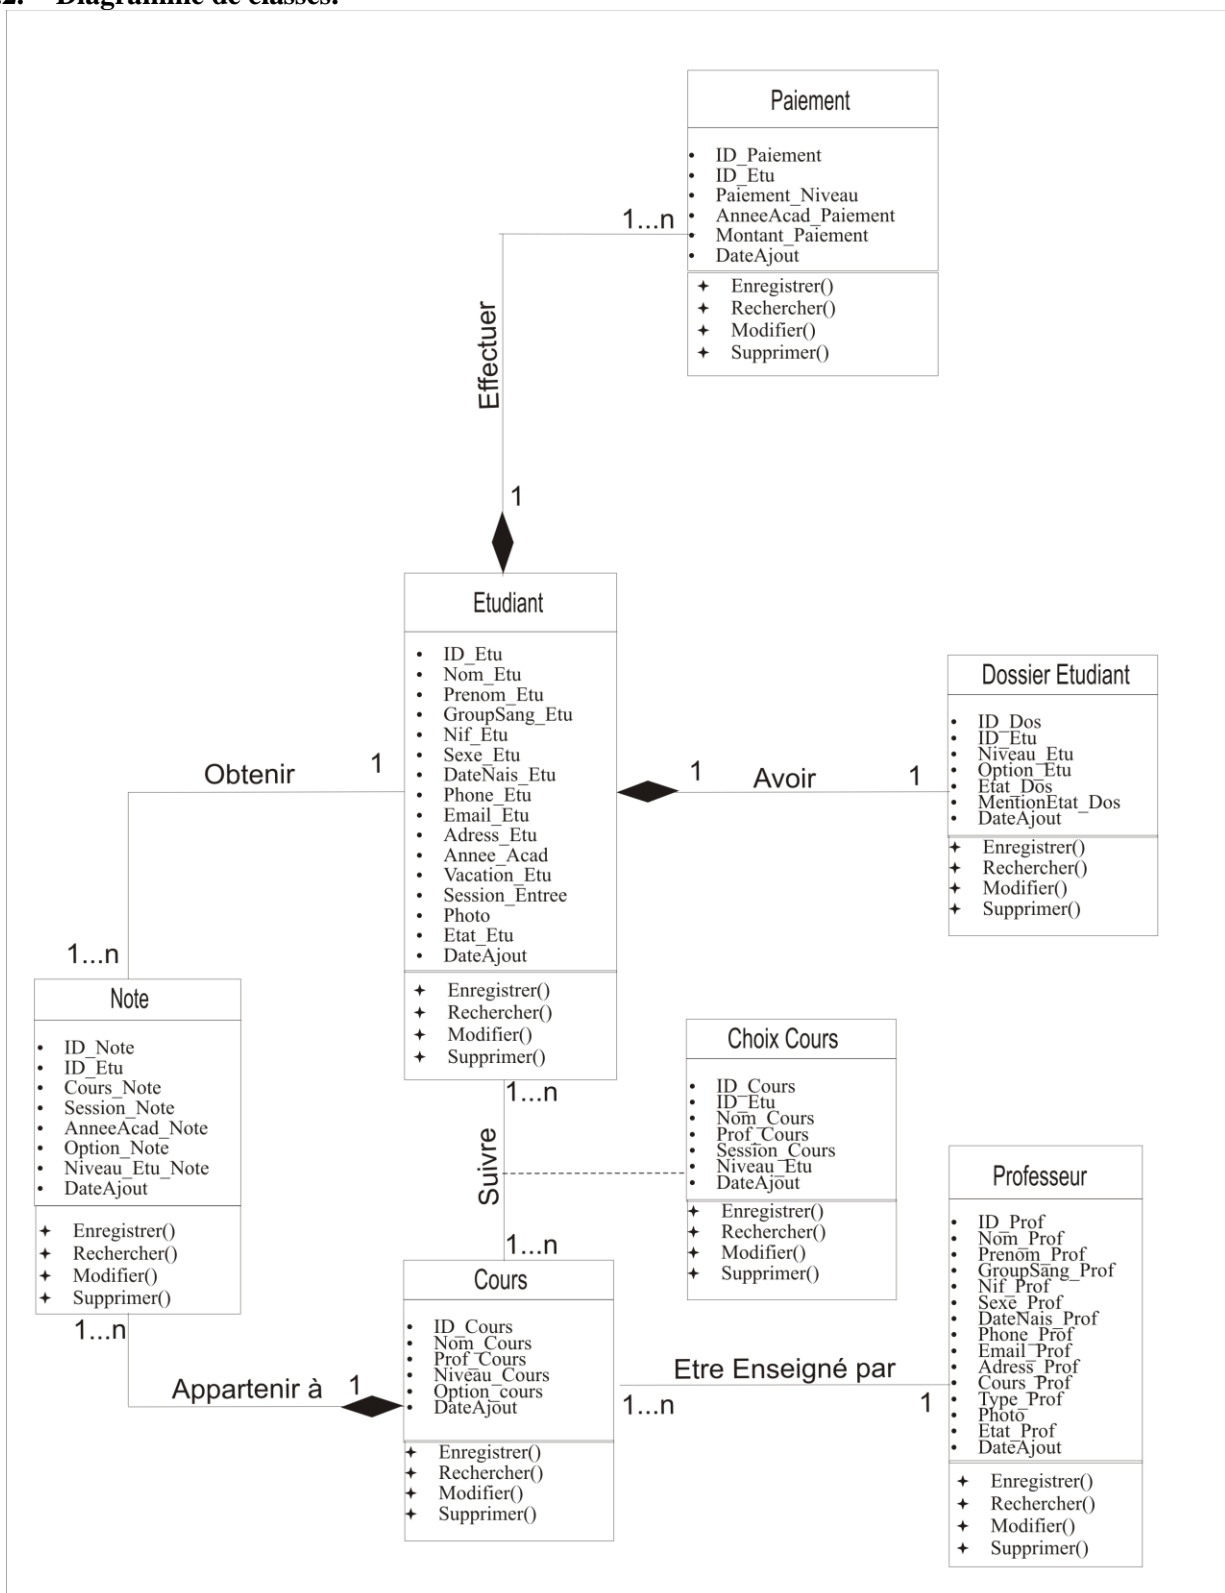 2. Diagramme de classes.
Paiement
ID_Paiement
ID_Etu
Paiement_Niveau
AnneeAcad_Paiement
Montant_Paiement
DateAjout
Enregistrer()
Rechercher()
Modifier()
Supprimer()
1...n
Effectuer
1
Etudiant
ID_Etu
Nom_Etu
Prenom_Etu
GroupSang_Etu
Nif_Etu
Sexe_Etu
DateNais_Etu
Phone_Etu
Email_Etu
Adress_Etu
Annee_Acad
Vacation_Etu
Session_Entree
Photo
Etat_Etu
DateAjout
Enregistrer()
Rechercher()
Modifier()
Supprimer()
1
Avoir
1
Dossier Etudiant
ID_Dos
ID_Etu
Niveau_Etu
Option_Etu
Etat_Dos
MentionEtat_Dos
DateAjout
Enregistrer()
Rechercher()
Modifier()
Supprimer()
Obtenir
1
1...n
Note
ID_Note
ID_Etu
Cours_Note
Session_Note
AnneeAcad_Note
Option_Note
Niveau_Etu_Note
DateAjout
Enregistrer()
Rechercher()
Modifier()
Supprimer()
1...n
Appartenir à
1
1...n
Suivre
1...n
Choix Cours
ID_Cours
ID_Etu
Nom_Cours
Prof_Cours
Session_Cours
Niveau_Etu
DateAjout
Enregistrer()
Rechercher()
Modifier()
Supprimer()
Cours
ID_Cours
Nom_Cours
Prof_Cours
Niveau_Cours
Option_cours
DateAjout
Enregistrer()
Rechercher()
Modifier()
Supprimer()
Etre Enseigné par
1...n
1
Professeur
ID_Prof
Nom_Prof
Prenom_Prof
GroupSang_Prof
Nif_Prof
Sexe_Prof
DateNais_Prof
Phone_Prof
Email_Prof
Adress_Prof
Cours_Prof
Type_Prof
Photo
Etat_Prof
DateAjout
Enregistrer()
Rechercher()
Modifier()
Supprimer()